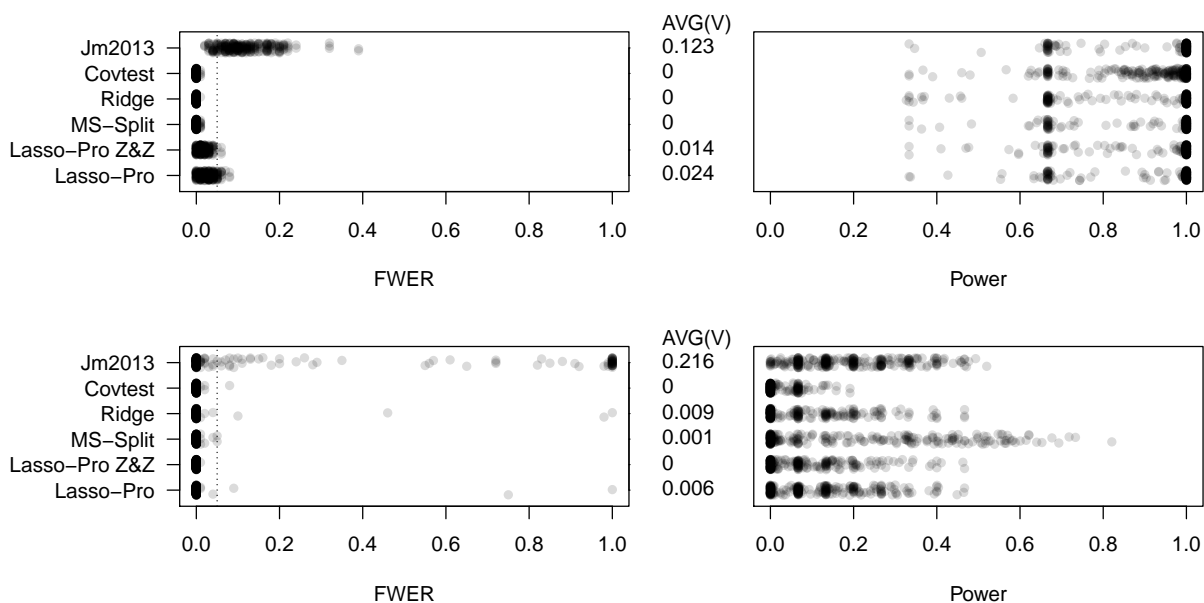 AVG(V)
Jm2013 0.123
Covtest 0
Ridge 0
MS−Split 0
Lasso−Pro Z&Z 0.014
Lasso−Pro 0.024
0.0 0.2 0.4 0.6 0.8 1.0 0.0 0.2 0.4 0.6 0.8 1.0
FWER Power
AVG(V)
Jm2013 0.216
Covtest 0
Ridge 0.009
MS−Split 0.001
Lasso−Pro Z&Z 0
Lasso−Pro 0.006
0.0 0.2 0.4 0.6 0.8 1.0 0.0 0.2 0.4 0.6 0.8 1.0
FWER Power